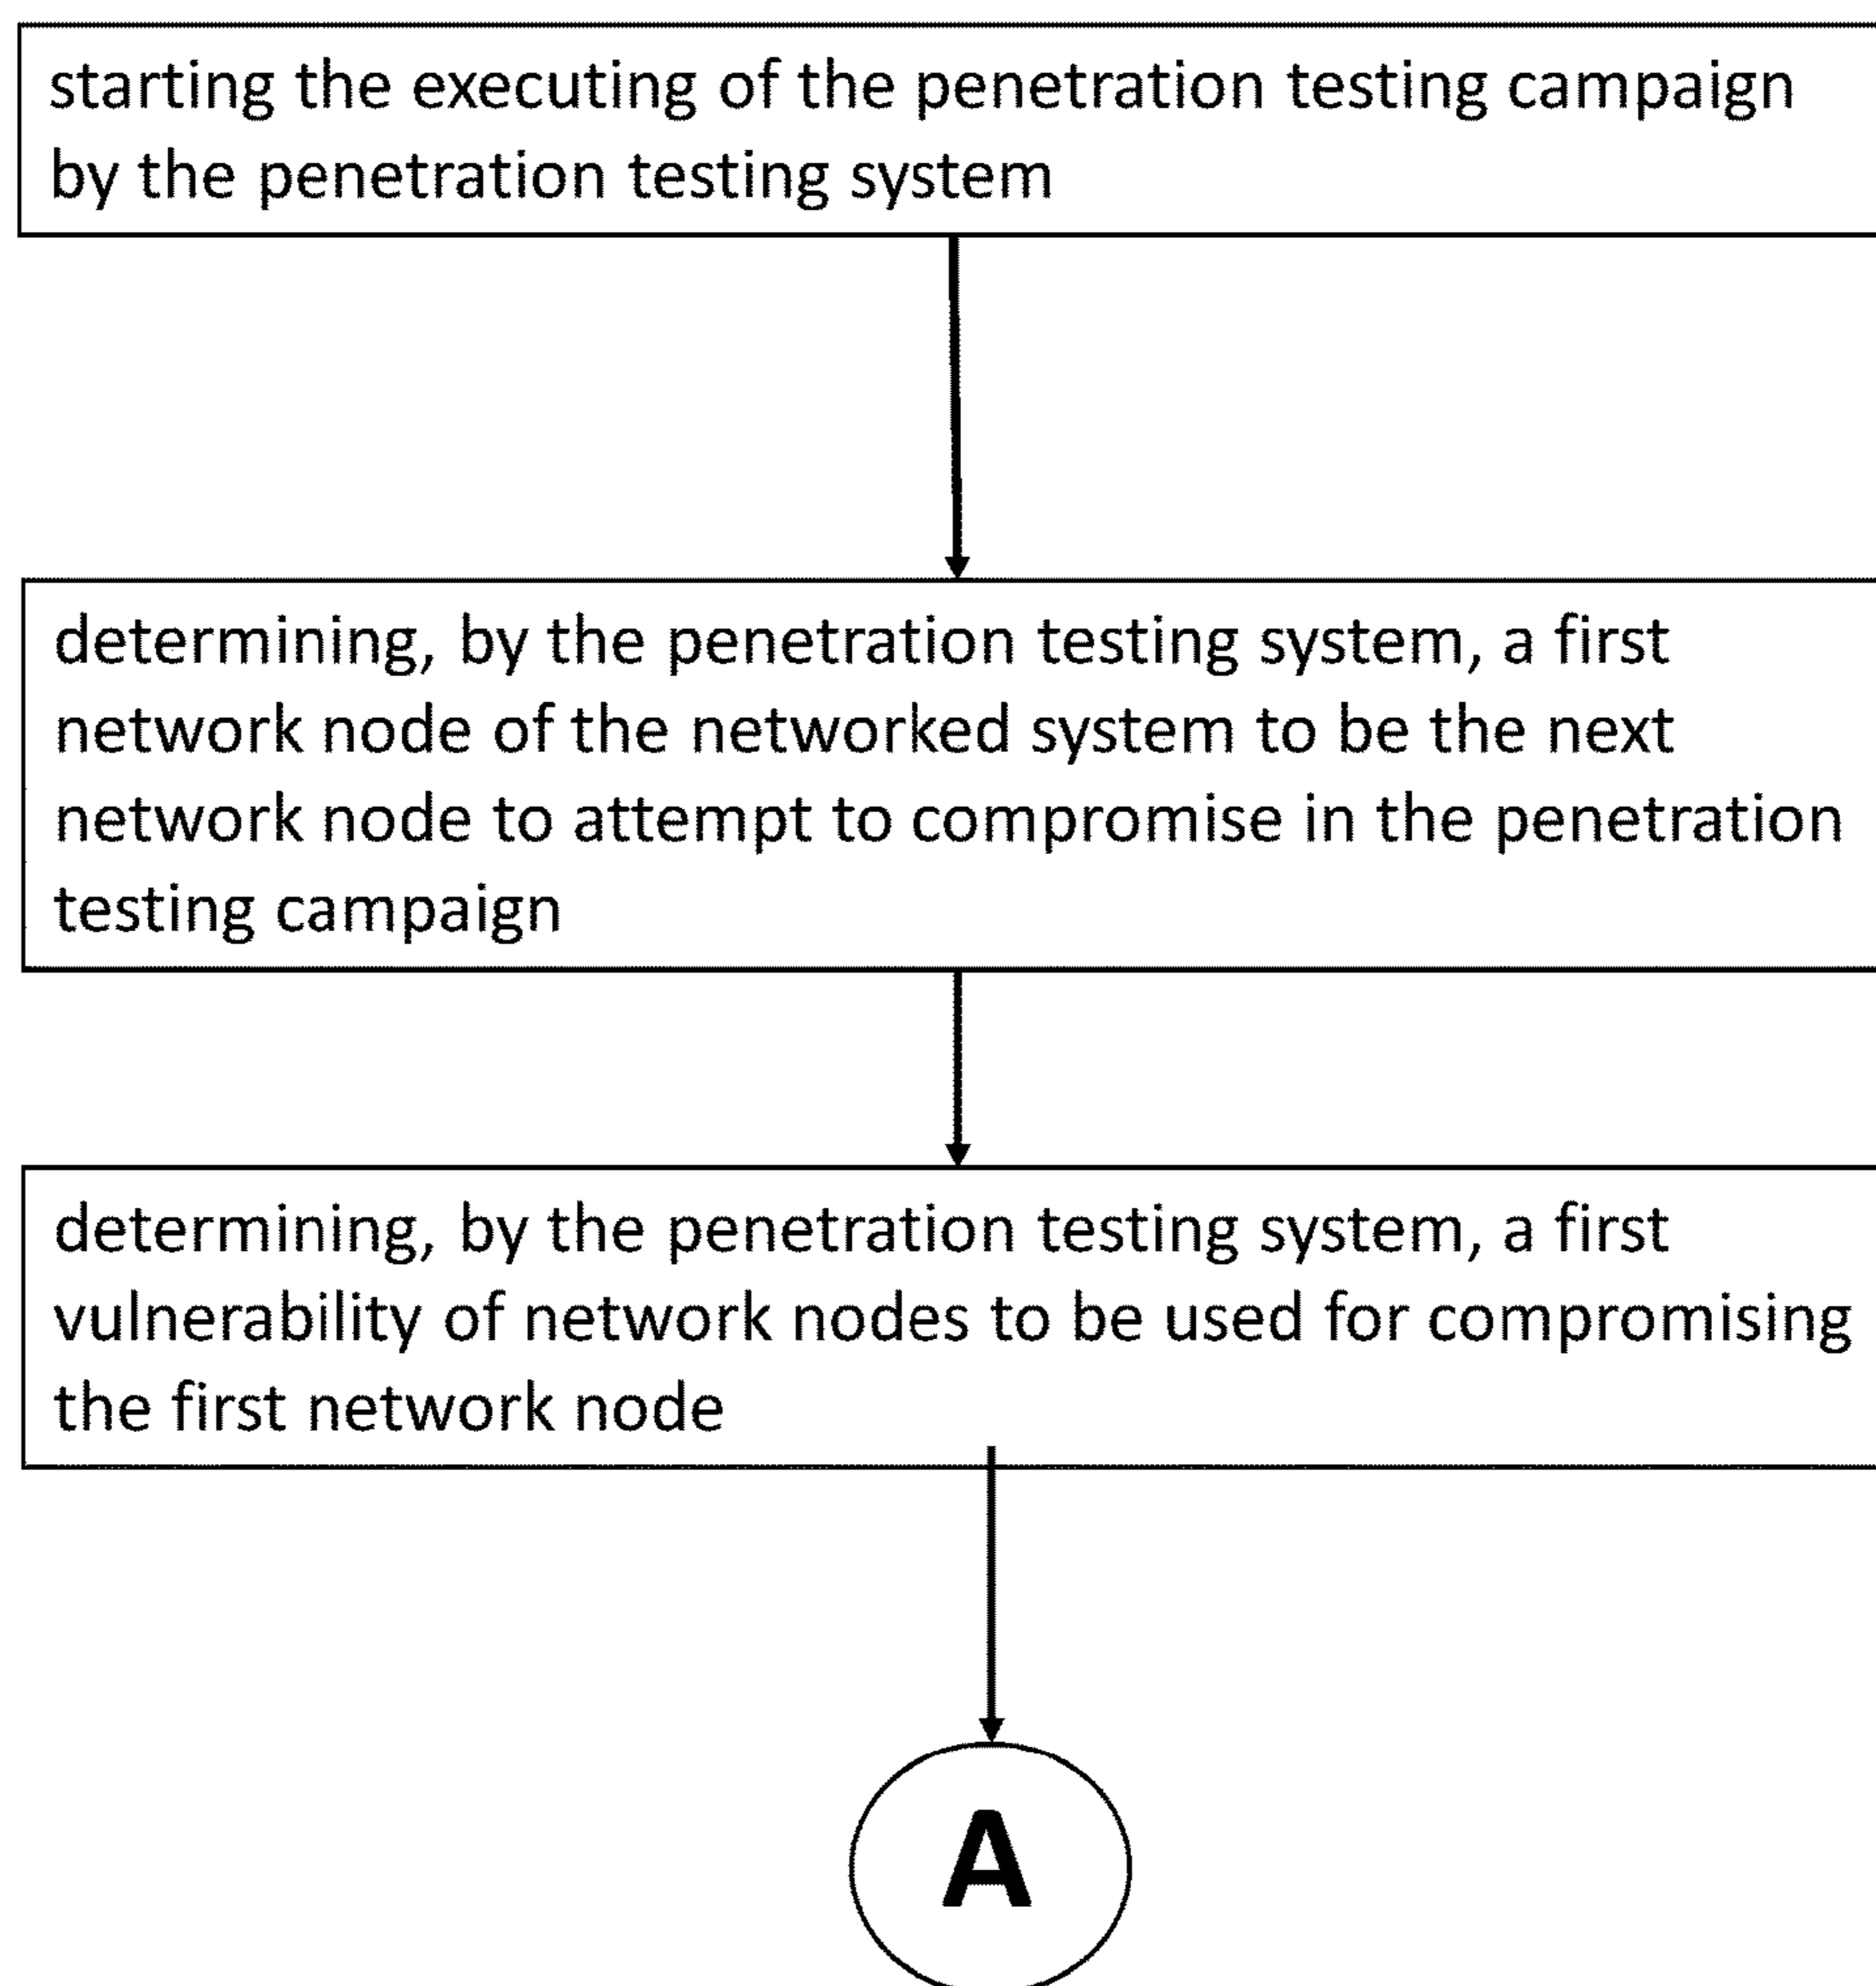 starting the executing of the penetration testing campaign
by the penetration testing system
determining, by the penetration testing system, a first
network node of the networked system to be the next
network node to attempt to compromise in the penetration
testing campaign
determining, by the penetration testing system, a first
vulnerability of network nodes to be used for compromising
the first network node
A